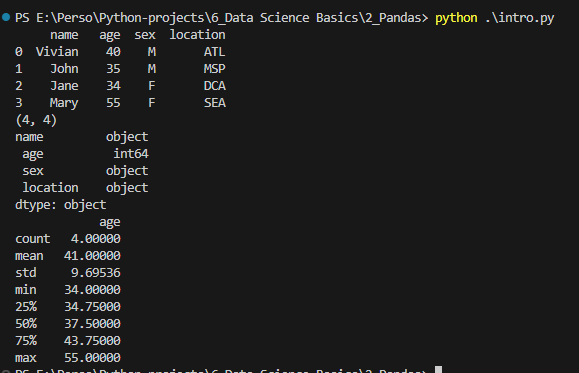 PS E:\Perso\Python-projects\6_Data Science Basics\2_Pandas> python .\intro.py
     name   age  sex  location
0  Vivian    40    M       ATL
1    John    35    M       MSP
2    Jane    34    F       DCA
3    Mary    55    F       SEA
(4, 4)
name         object
 age          int64
 sex         object
 location    object
dtype: object
            age
count   4.00000
mean   41.00000
std     9.69536
min    34.00000
25%    34.75000
50%    37.50000
75%    43.75000
max    55.00000
PS E:\Perso\Python-projects\6_Data Science Basics\2_Pandas>